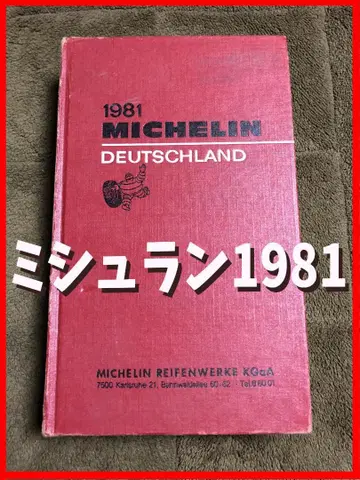 1981
MICHELIN
DEUTSCHLAND
ミシュラン1981
MICHELIN REIFENWERKE KGaA
7500 Karlsruhe 21, Bannwaldallee 60-62 Tel 8 60 01